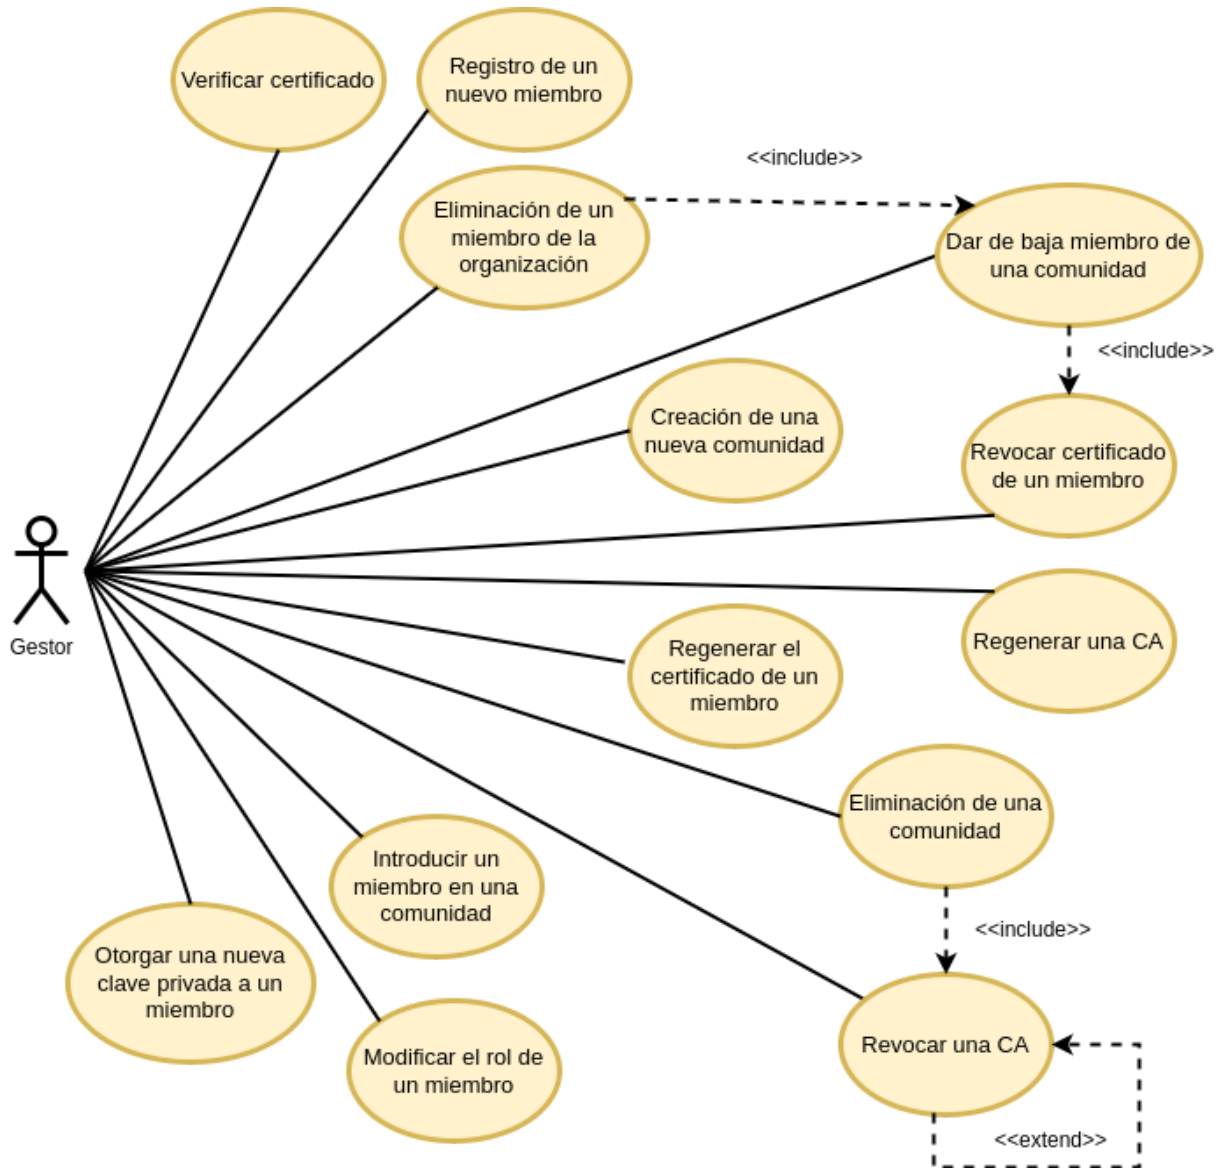 Verificar certificado
Registro de un
nuevo miembro
<<include>>
Eliminación de un
miembro de la
organización
Dar de baja miembro de
una comunidad
<<include>>
Creación de una
nueva comunidad
Revocar certificado
de un miembro
Gestor
Regenerar el
certificado de un
miembro
Regenerar una CA
Eliminación de una
comunidad
Introducir un
miembro en una
comunidad
<<include>>
Otorgar una nueva
clave privada a un
miembro
Modificar el rol de
un miembro
Revocar una CA
<<extend>>